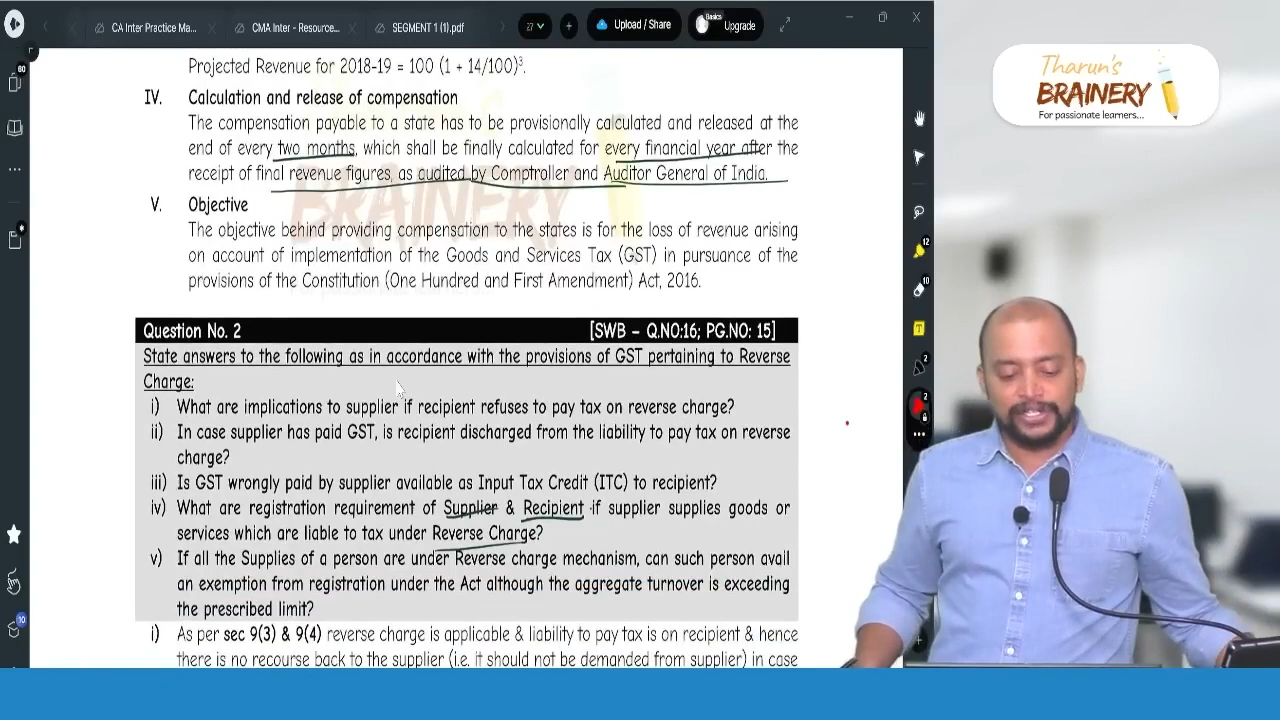 CA Inter Practice Ma...
CMA Inter - Resource...
SEGMENT 1 (1).pdf
27
Upload / Share
Basics
Upgrade
Projected Revenue for 2018-19 = 100 (1 + 14/100)³.
IV. Calculation and release of compensation
The compensation payable to a state has to be provisionally calculated and released at the
end of every two months, which shall be finally calculated for every financial year after the
receipt of final revenue figures, as audited by Comptroller and Auditor General of India.
V. Objective
The objective behind providing compensation to the states is for the loss of revenue arising
on account of implementation of the Goods and Services Tax (GST) in pursuance of the
provisions of the Constitution (One Hundred and First Amendment) Act, 2016.
BRAINERY
Question No. 2 [SWB – Q.NO:16; PG.NO: 15]
State answers to the following as in accordance with the provisions of GST pertaining to Reverse
Charge:
i) What are implications to supplier if recipient refuses to pay tax on reverse charge?
ii) In case supplier has paid GST, is recipient discharged from the liability to pay tax on reverse
charge?
iii) Is GST wrongly paid by supplier available as Input Tax Credit (ITC) to recipient?
iv) What are registration requirement of Supplier & Recipient if supplier supplies goods or
services which are liable to tax under Reverse Charge?
v) If all the Supplies of a person are under Reverse charge mechanism, can such person avail
an exemption from registration under the Act although the aggregate turnover is exceeding
the prescribed limit?
i) As per sec 9(3) & 9(4) reverse charge is applicable & liability to pay tax is on recipient & hence
there is no recourse back to the supplier (i.e. it should not be demanded from supplier) in case
60
12
10
T
2
2
10
Tharun's
BRAINERY
For passionate learners...